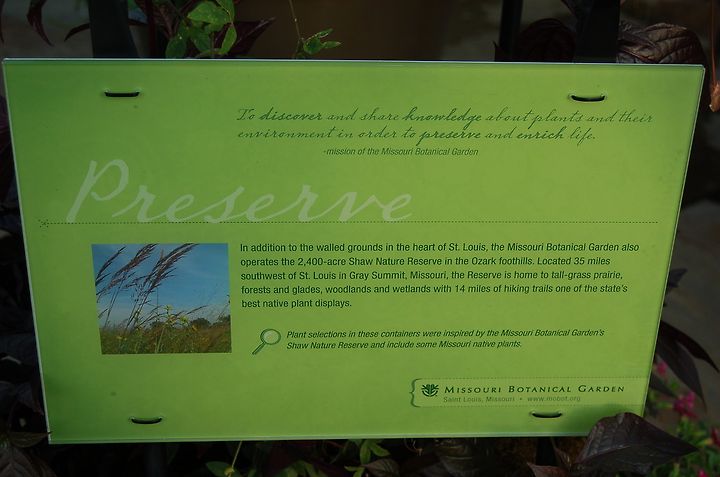 To discover and share knowledge about plants and their
environment in order to preserve and enrich life.
-mission of the Missouri Botanical Garden
Preserve
In addition to the walled grounds in the heart of St. Louis, the Missouri Botanical Garden also
operates the 2,400-acre Shaw Nature Reserve in the Ozark foothills. Located 35 miles
southwest of St. Louis in Gray Summit, Missouri, the Reserve is home to tall-grass prairie,
forests and glades, woodlands and wetlands with 14 miles of hiking trails one of the state's
best native plant displays.
Plant selections in these containers were inspired by the Missouri Botanical Garden's
Shaw Nature Reserve and include some Missouri native plants.
MISSOURI BOTANICAL GARDEN
Saint Louis, Missouri • www.mobot.org